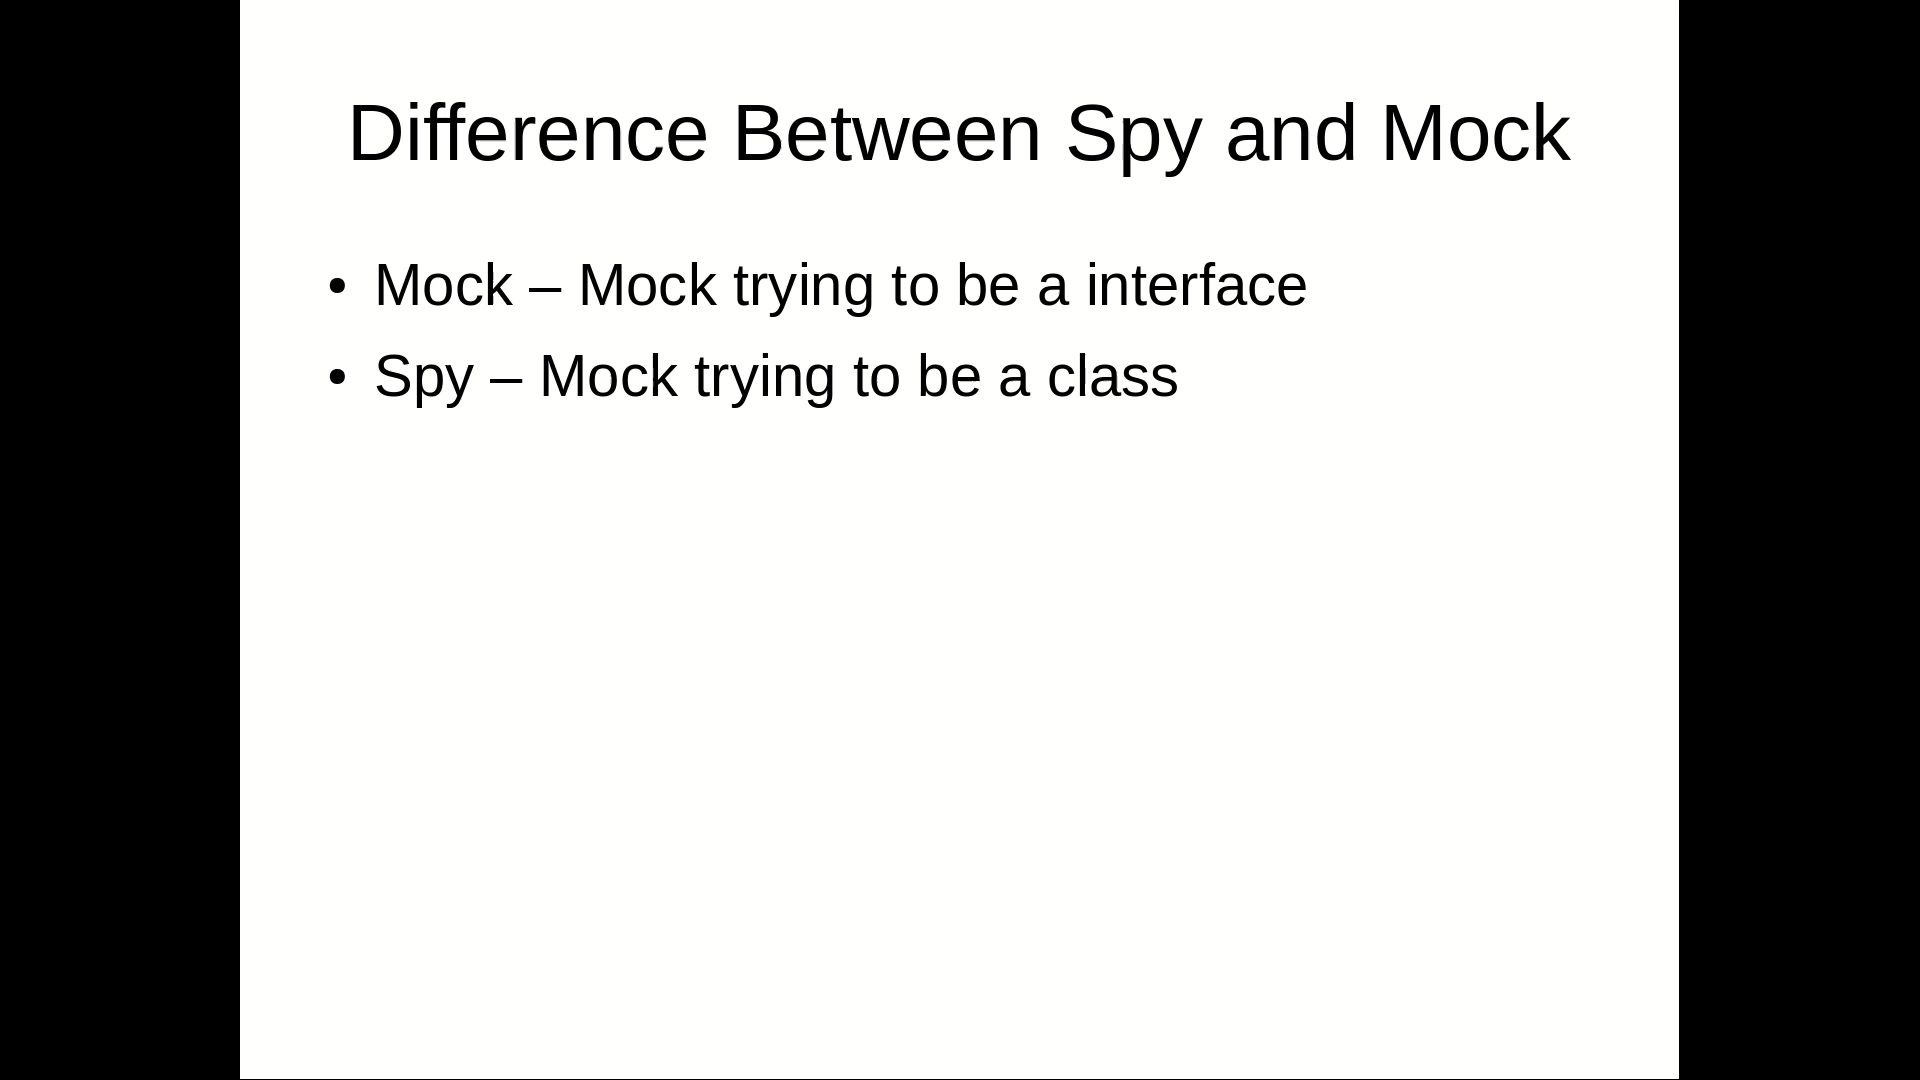 Difference Between Spy and Mock
• Mock – Mock trying to be a interface
• Spy – Mock trying to be a class